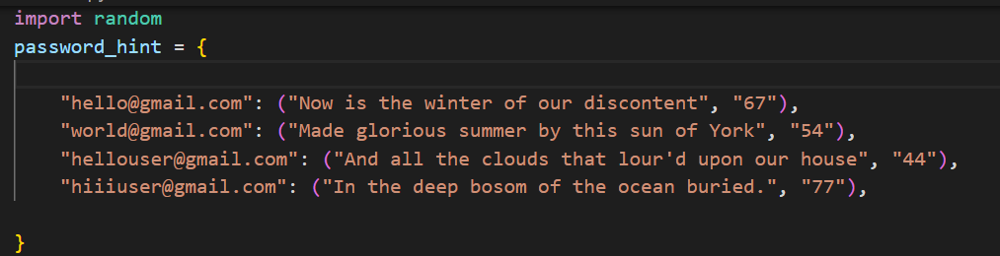 import random
password_hint = {
"hello@gmail.com": ("Now is the winter of our discontent", "67"),
"world@gmail.com": ("Made glorious summer by this sun of York", "54"),
"hellouser@gmail.com": ("And all the clouds that lour'd upon our house", "44"),
"hiiiuser@gmail.com": ("In the deep bosom of the ocean buried.", "77"),
}